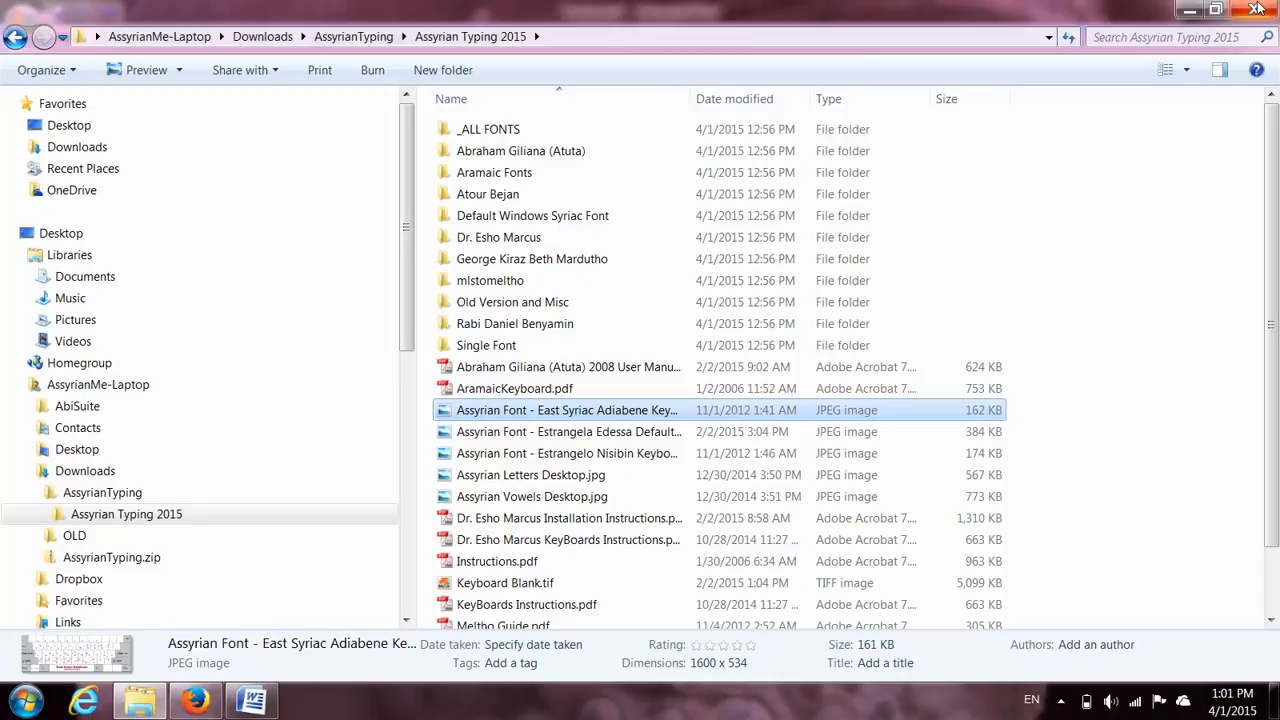 AssyrianMe-Laptop Downloads AssyrianTyping Assyrian Typing 2015 Search Assyrian Typing 2015
Organize Preview Share with Print Burn New folder
Favorites
Desktop
Downloads
Recent Places
OneDrive
Desktop
Libraries
Documents
Music
Pictures
Videos
Homegroup
AssyrianMe-Laptop
AbiSuite
Contacts
Desktop
Downloads
AssyrianTyping
Assyrian Typing 2015
OLD
AssyrianTyping.zip
Dropbox
Favorites
Links
Name Date modified Type Size
_ALL FONTS 4/1/2015 12:56 PM File folder
Abraham Giliana (Atuta) 4/1/2015 12:56 PM File folder
Aramaic Fonts 4/1/2015 12:56 PM File folder
Atour Bejan 4/1/2015 12:56 PM File folder
Default Windows Syriac Font 4/1/2015 12:56 PM File folder
Dr. Esho Marcus 4/1/2015 12:56 PM File folder
George Kiraz Beth Mardutho 4/1/2015 12:56 PM File folder
mlstomeltho 4/1/2015 12:56 PM File folder
Old Version and Misc 4/1/2015 12:56 PM File folder
Rabi Daniel Benyamin 4/1/2015 12:56 PM File folder
Single Font 4/1/2015 12:56 PM File folder
Abraham Giliana (Atuta) 2008 User Manu... 2/2/2015 9:02 AM Adobe Acrobat 7.... 624 KB
AramaicKeyboard.pdf 1/2/2006 11:52 AM Adobe Acrobat 7.... 753 KB
Assyrian Font - East Syriac Adiabene Key... 11/1/2012 1:41 AM JPEG image 162 KB
Assyrian Font - Estrangela Edessa Default... 2/2/2015 3:04 PM JPEG image 384 KB
Assyrian Font - Estrangelo Nisibin Keybo... 11/1/2012 1:46 AM JPEG image 174 KB
Assyrian Letters Desktop.jpg 12/30/2014 3:50 PM JPEG image 567 KB
Assyrian Vowels Desktop.jpg 12/30/2014 3:51 PM JPEG image 773 KB
Dr. Esho Marcus Installation Instructions.p... 2/2/2015 8:58 AM Adobe Acrobat 7.... 1,310 KB
Dr. Esho Marcus KeyBoards Instructions.p... 10/28/2014 11:27 ... Adobe Acrobat 7.... 663 KB
Instructions.pdf 1/30/2006 6:34 AM Adobe Acrobat 7.... 963 KB
Keyboard Blank.tif 2/2/2015 1:04 PM TIFF image 5,099 KB
KeyBoards Instructions.pdf 10/28/2014 11:27 ... Adobe Acrobat 7.... 663 KB
Meltho Guide.pdf 11/4/2012 2:52 AM Adobe Acrobat 7.... 305 KB
Assyrian Font - East Syriac Adiabene Ke... Date taken: Specify date taken Rating: Size: 161 KB Authors: Add an author
JPEG image Tags: Add a tag Dimensions: 1600 x 534 Title: Add a title
EN 1:01 PM
4/1/2015